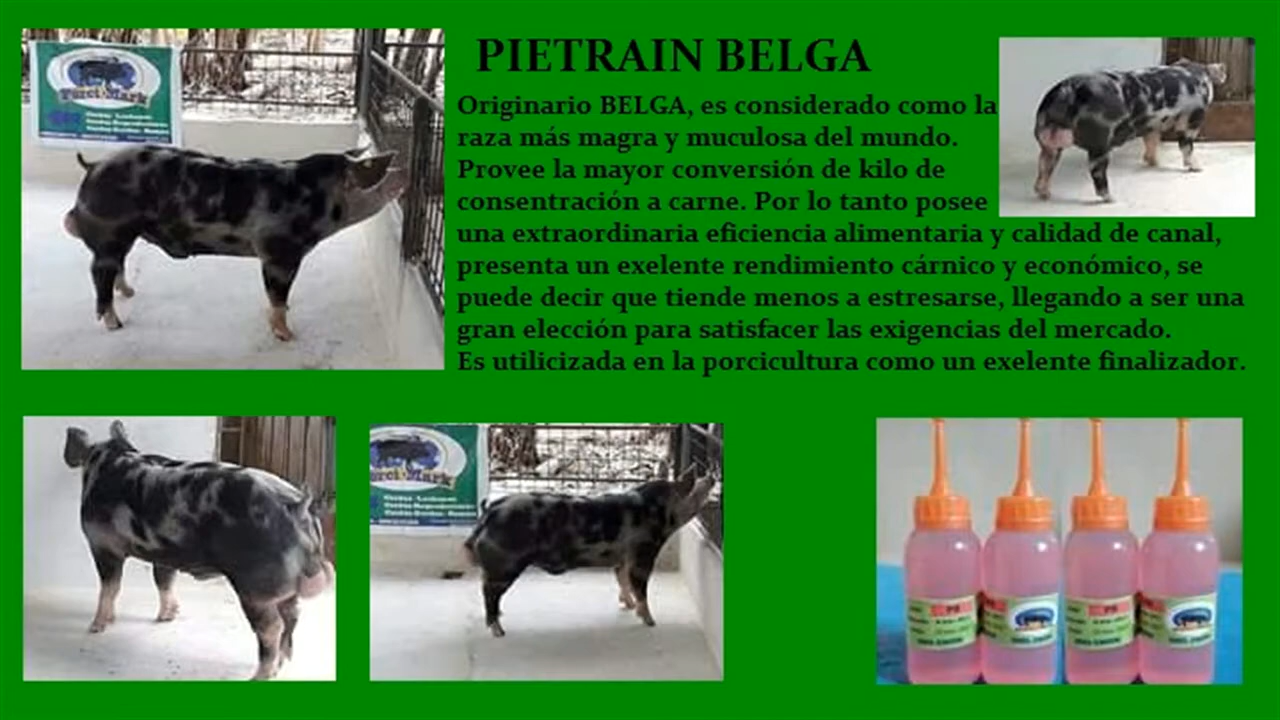 PIETRAIN BELGA
Originario BELGA, es considerado como la
raza más magra y muculosa del mundo.
Provee la mayor conversión de kilo de
consentración a carne. Por lo tanto posee
una extraordinaria eficiencia alimentaria y calidad de canal,
presenta un exelente rendimiento cárnico y económico, se
puede decir que tiende menos a estresarse, llegando a ser una
gran elección para satisfacer las exigencias del mercado.
Es utilicizada en la porcicultura como un exelente finalizador.
Porci-Mark